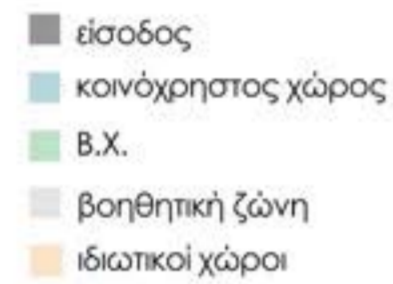 είσοδος
κοινόχρηστος χώρος
Β.Χ.
βοηθητική ζώνη
ιδιωτικοί χώροι